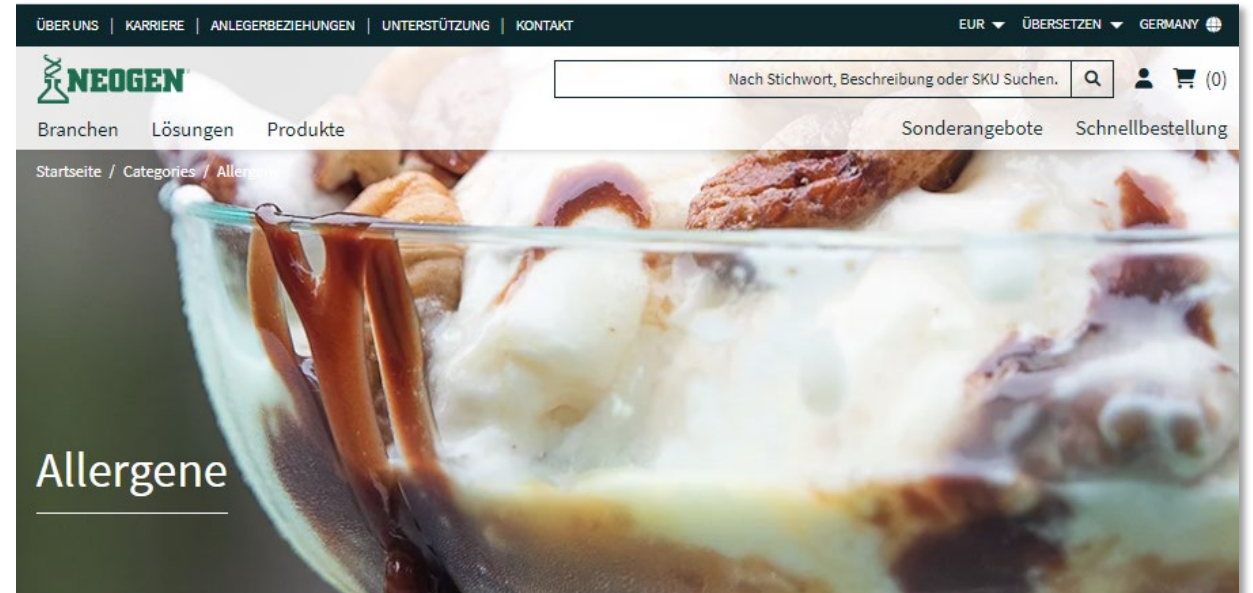 ÜBER UNS | KARRIERE | ANLEGERBEZIEHUNGEN | UNTERSTÜTZUNG | KONTAKT EUR ÜBERSETZEN GERMANY
NEOGEN Nach Stichwort, Beschreibung oder SKU Suchen. (0)
Branchen Lösungen Produkte Sonderangebote Schnellbestellung
Startseite / Categories / Allergene
Allergene